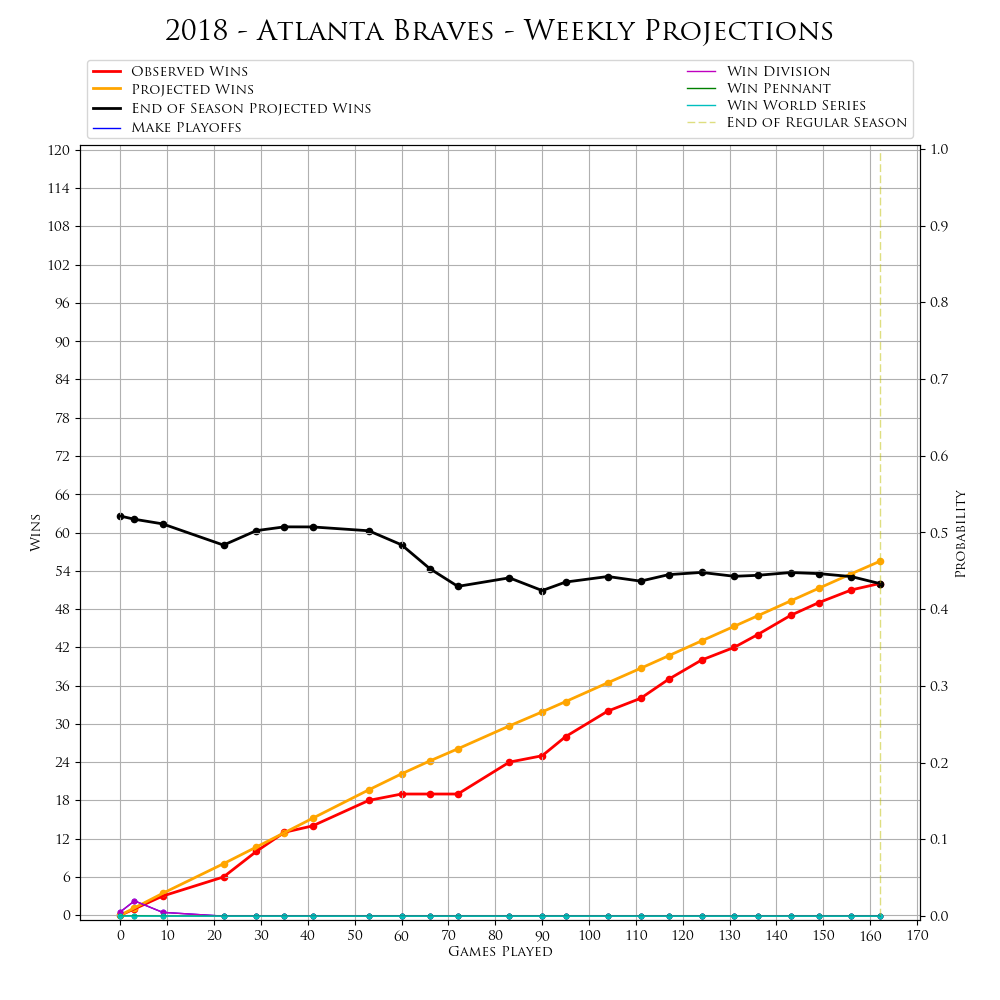 2018 - Atlanta Braves - Weekly Projections
Observed Wins
Projected Wins
End of Season Projected Wins
Make Playoffs
Win Division
Win Pennant
Win World Series
End of Regular Season
120
114
108
102
96
90
84
78
72
66
60
54
48
42
36
30
24
18
12
6
0
Wins
1.0
0.9
0.8
0.7
0.6
0.5
0.4
0.3
0.2
0.1
0.0
Probability
0 10 20 30 40 50 60 70 80 90 100 110 120 130 140 150 160 170
Games Played